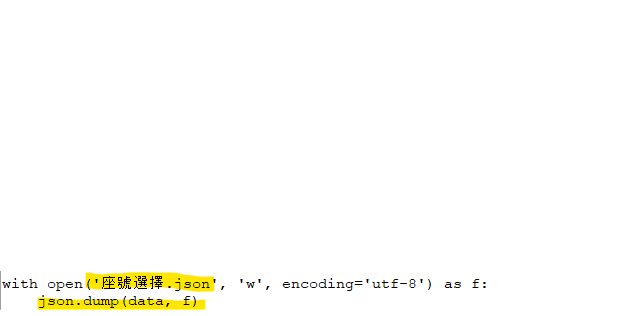 with open('座號選擇.json', 'w', encoding='utf-8') as f:
    json.dump(data, f)